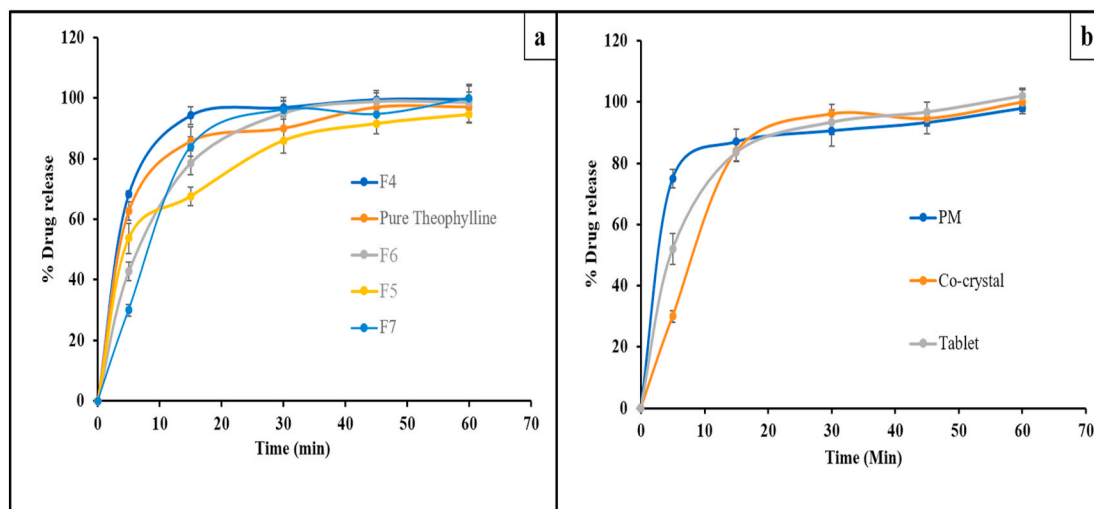 a
120
100
80
60
40
20
0
% Drug release
0 10 20 30 40 50 60 70
Time (min)
F4
Pure Theophylline
F6
F5
F7
b
120
100
80
60
40
20
0
% Drug release
0 10 20 30 40 50 60 70
Time (Min)
PM
Co-crystal
Tablet